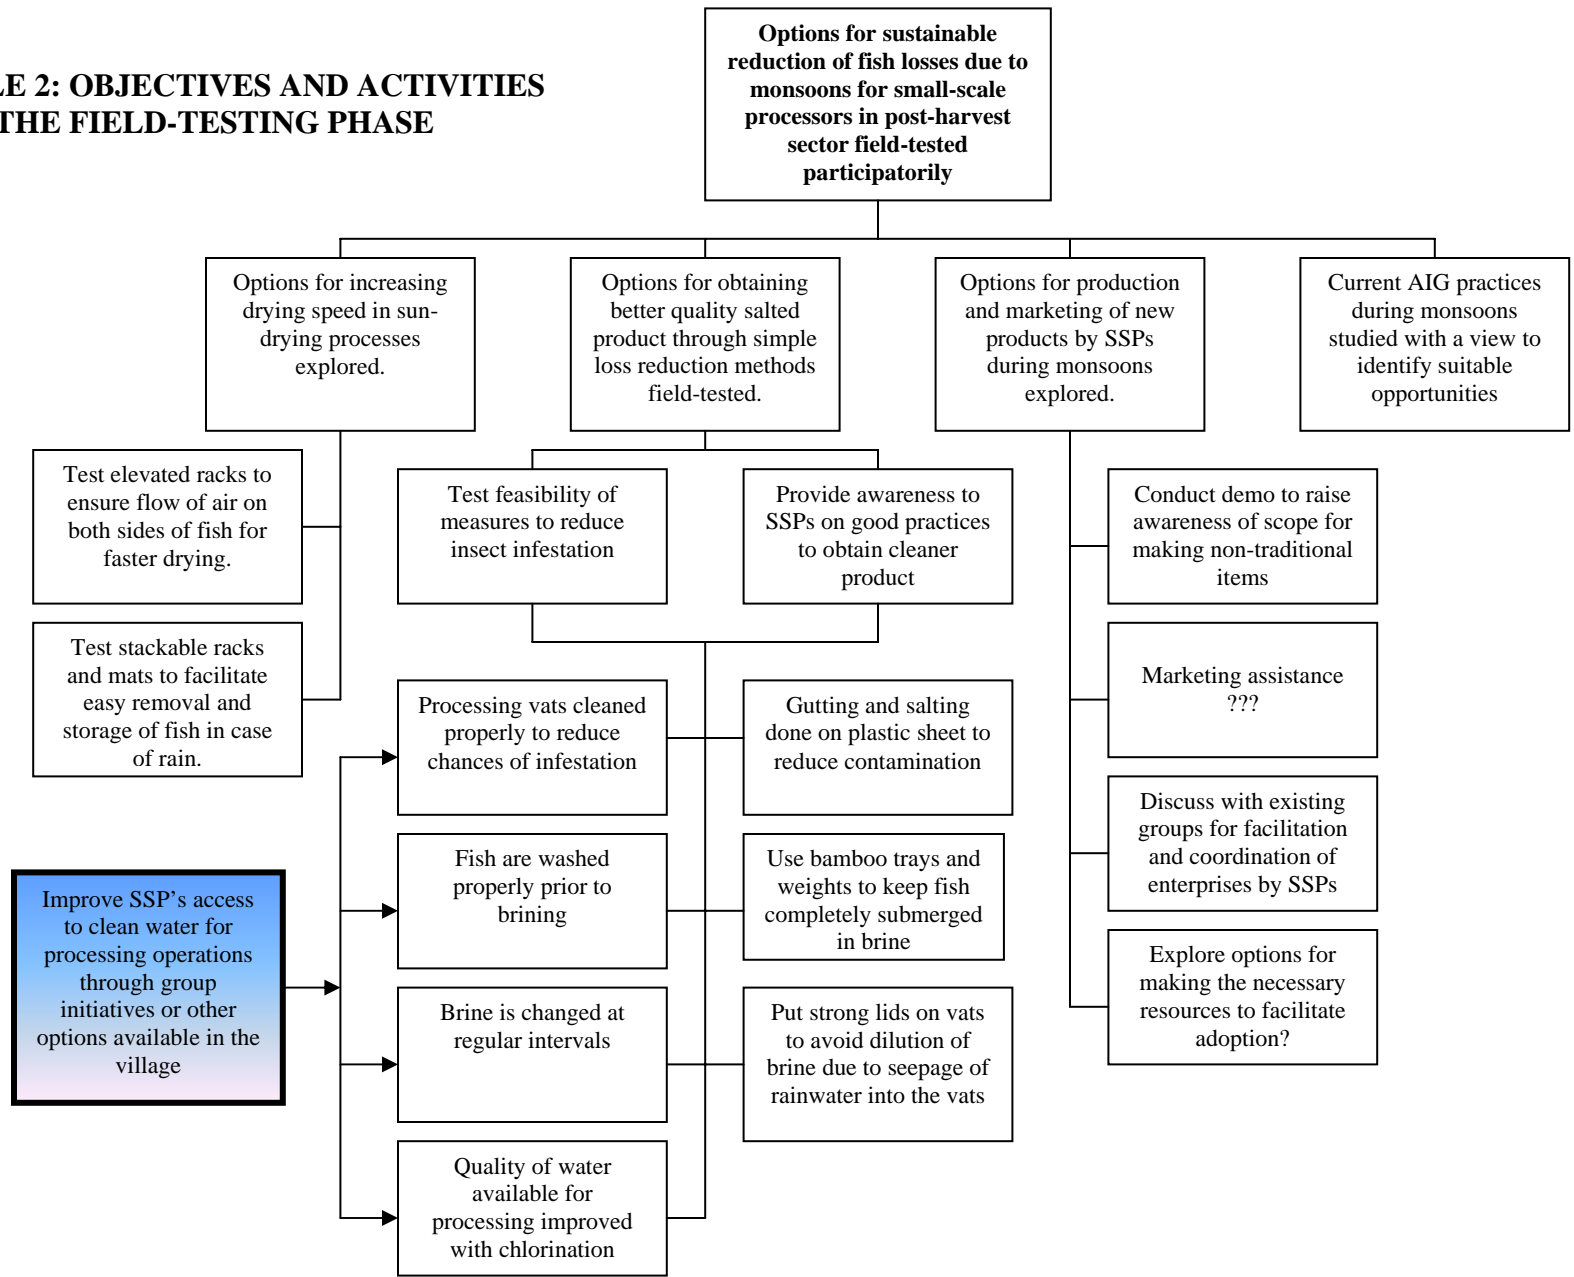 LE 2: OBJECTIVES AND ACTIVITIES
THE FIELD-TESTING PHASE
Options for sustainable
reduction of fish losses due to
monsoons for small-scale
processors in post-harvest
sector field-tested
participatorily
Options for increasing
drying speed in sun-
drying processes
explored.
Options for obtaining
better quality salted
product through simple
loss reduction methods
field-tested.
Options for production
and marketing of new
products by SSPs
during monsoons
explored.
Current AIG practices
during monsoons
studied with a view to
identify suitable
opportunities
Test elevated racks to
ensure flow of air on
both sides of fish for
faster drying.
Test feasibility of
measures to reduce
insect infestation
Provide awareness to
SSPs on good practices
to obtain cleaner
product
Conduct demo to raise
awareness of scope for
making non-traditional
items
Test stackable racks
and mats to facilitate
easy removal and
storage of fish in case
of rain.
Marketing assistance
???
Processing vats cleaned
properly to reduce
chances of infestation
Gutting and salting
done on plastic sheet to
reduce contamination
Discuss with existing
groups for facilitation
and coordination of
enterprises by SSPs
Fish are washed
properly prior to
brining
Use bamboo trays and
weights to keep fish
completely submerged
in brine
Improve SSP’s access
to clean water for
processing operations
through group
initiatives or other
options available in the
village
Explore options for
making the necessary
resources to facilitate
adoption?
Brine is changed at
regular intervals
Put strong lids on vats
to avoid dilution of
brine due to seepage of
rainwater into the vats
Quality of water
available for
processing improved
with chlorination